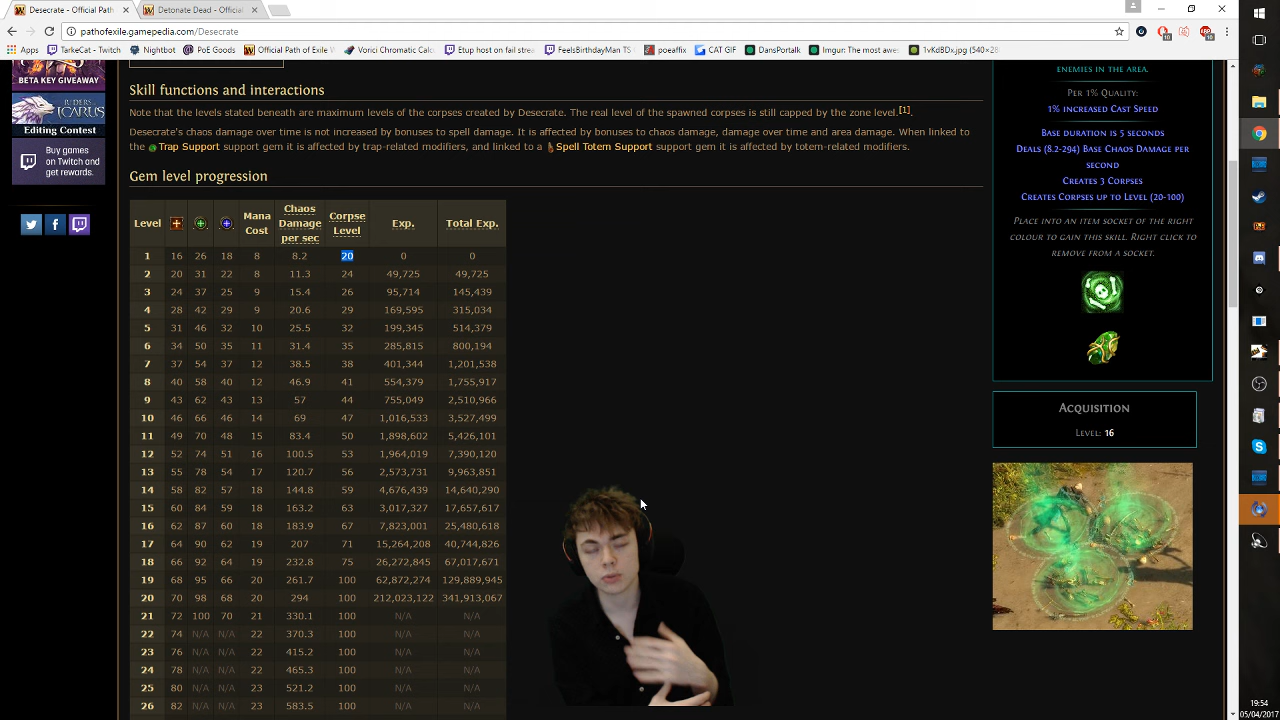 Desecrate - Official Path
Detonate Dead - Official
pathofexile.gamepedia.com/Desecrate
Apps
TarkeCat - Twitch
Nightbot
PoE Goods
Official Path of Exile W
Vorici Chromatic Calc
Chat host on fail stream
FeelsBirthdayMan TS
poeaffix
CAT GIF
DansPortalk
Imgur: The most awes
1vKdBDx.jpg (540×28
BETA KEY GIVEAWAY
RIDERS OF
ICARUS
Editing Contest
Buy games
on Twitch and
get rewards.
Skill functions and interactions
Note that the levels stated beneath are maximum levels of the corpses created by Desecrate. The real level of the spawned corpses is still capped by the zone level.[1].
Desecrate's chaos damage over time is not increased by bonuses to spell damage. It is affected by bonuses to chaos damage, damage over time and area damage. When linked to
the Trap Support support gem it is affected by trap-related modifiers, and linked to a Spell Totem Support support gem it is affected by totem-related modifiers.
Gem level progression
Level Mana Cost Chaos Damage per sec Corpse Level Exp. Total Exp.
1 16 26 18 8 8.2 20 0 0
2 20 31 22 8 11.3 24 49,725 49,725
3 24 37 25 9 15.4 26 95,714 145,439
4 28 42 29 9 20.6 29 169,595 315,034
5 31 46 32 10 25.5 32 199,345 514,379
6 34 50 35 11 31.4 35 285,815 800,194
7 37 54 37 12 38.5 38 401,344 1,201,538
8 40 58 40 12 46.9 41 554,379 1,755,917
9 43 62 43 13 57 44 755,049 2,510,966
10 46 66 46 14 69 47 1,016,533 3,527,499
11 49 70 48 15 83.4 50 1,898,602 5,426,101
12 52 74 51 16 100.5 53 1,964,019 7,390,120
13 55 78 54 17 120.7 56 2,573,731 9,963,851
14 58 82 57 18 144.8 59 4,676,439 14,640,290
15 60 84 59 18 163.2 63 3,017,327 17,657,617
16 62 87 60 18 183.9 67 7,823,001 25,480,618
17 64 90 62 19 207 71 15,264,208 40,744,826
18 66 92 64 19 232.8 75 26,272,845 67,017,671
19 68 95 66 20 261.7 100 62,872,274 129,889,945
20 70 98 68 20 294 100 212,023,122 341,913,067
21 72 100 70 21 330.1 100 N/A N/A
22 74 N/A N/A 22 370.3 100 N/A N/A
23 76 N/A N/A 22 415.2 100 N/A N/A
24 78 N/A N/A 22 465.3 100 N/A N/A
25 80 N/A N/A 23 521.2 100 N/A N/A
26 82 N/A N/A 23 583.5 100 N/A N/A
ENEMIES IN THE AREA.
PER 1% QUALITY:
1% INCREASED CAST SPEED
BASE DURATION IS 5 SECONDS
DEALS (8.2-294) BASE CHAOS DAMAGE PER
SECOND
CREATES 3 CORPSES
CREATES CORPSES UP TO LEVEL (20-100)
PLACE INTO AN ITEM SOCKET OF THE RIGHT
COLOUR TO GAIN THIS SKILL. RIGHT CLICK TO
REMOVE FROM A SOCKET.
ACQUISITION
LEVEL: 16
19:54
05/04/2017